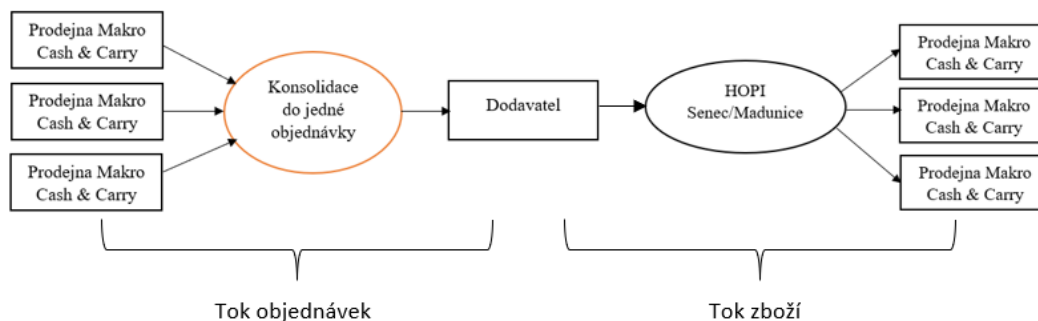 Prodejna Makro
Cash & Carry
Prodejna Makro
Cash & Carry
Prodejna Makro
Cash & Carry
Konsolidace
do jedné
objednávky
Dodavatel
HOPI
Senec/Madunice
Prodejna Makro
Cash & Carry
Prodejna Makro
Cash & Carry
Prodejna Makro
Cash & Carry
Tok objednávek
Tok zboží